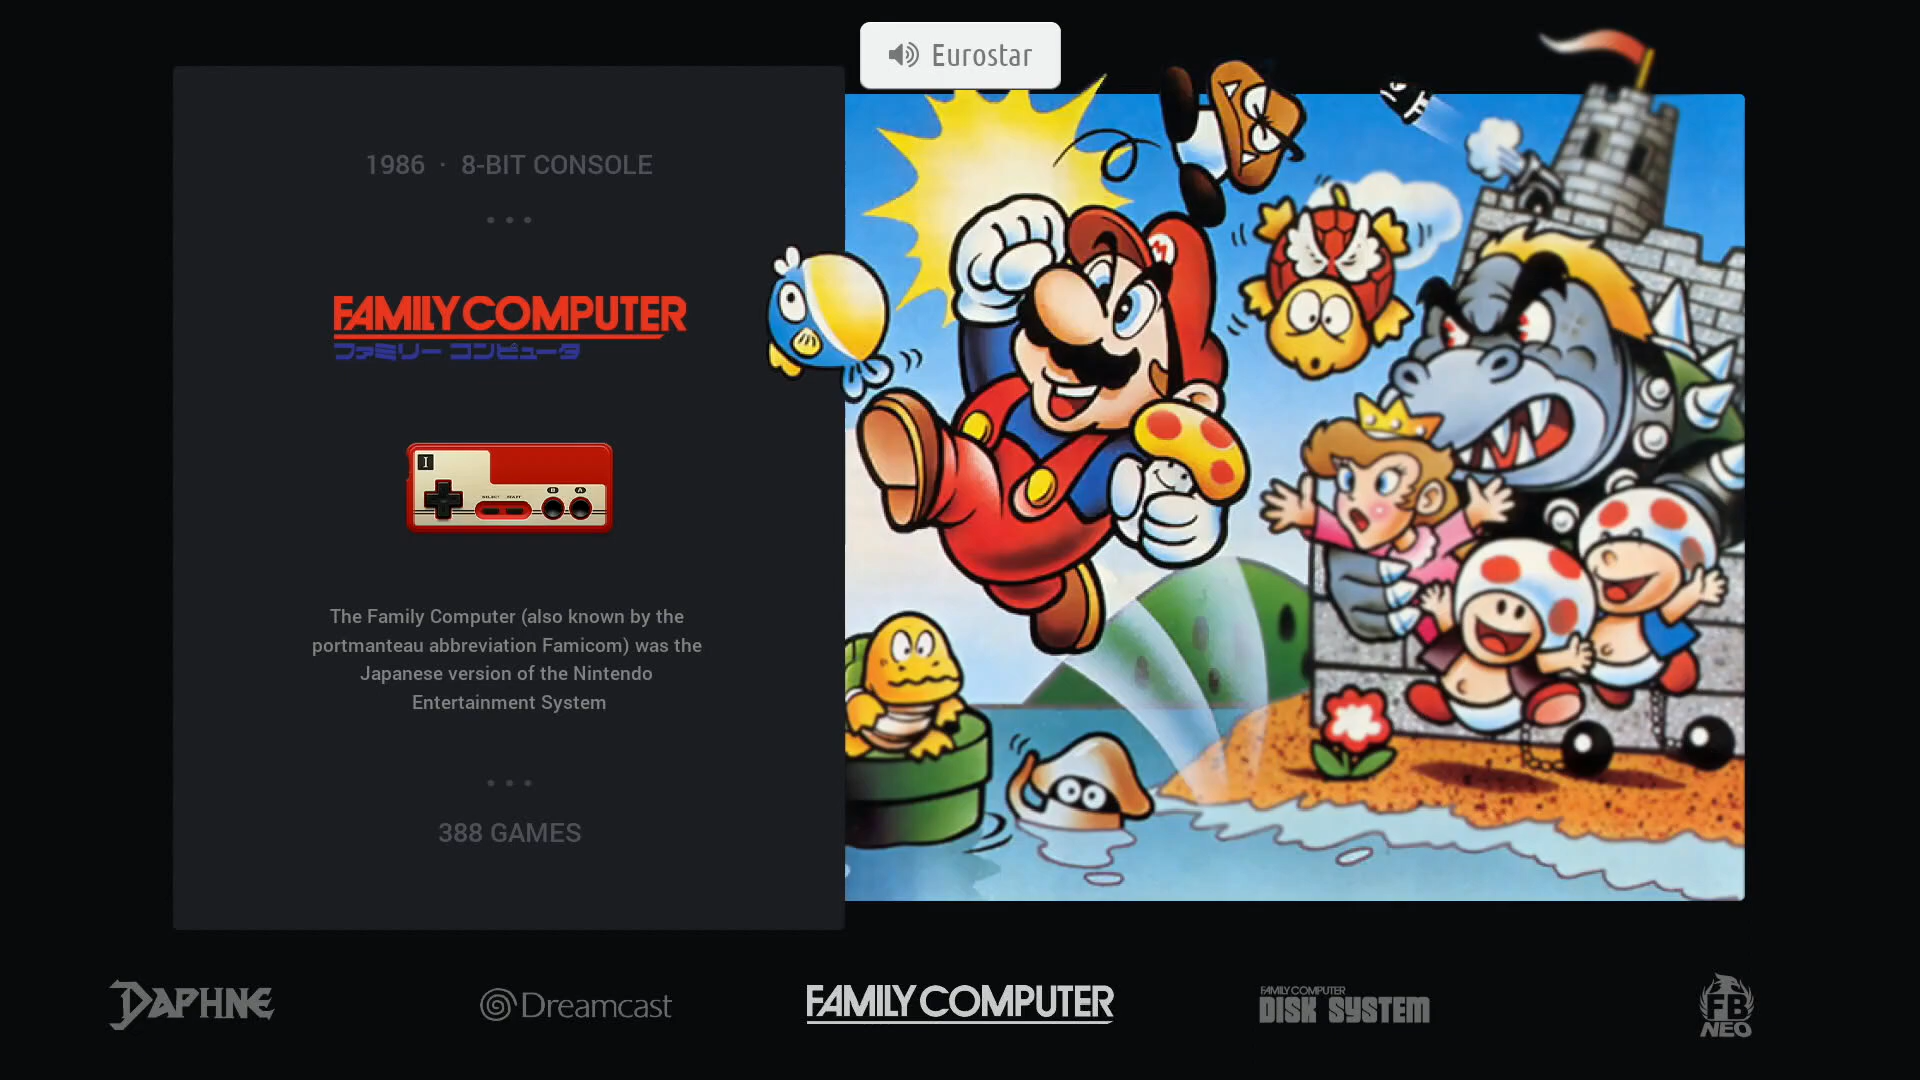 Eurostar
1986 · 8-BIT CONSOLE
FAMILY COMPUTER
ファミリー コンピュータ
I
SELECT START
B A
The Family Computer (also known by the
portmanteau abbreviation Famicom) was the
Japanese version of the Nintendo
Entertainment System
388 GAMES
M
DAPHNE
Dreamcast
FAMILY COMPUTER
FAMILY COMPUTER
DISK SYSTEM
FB
NEO